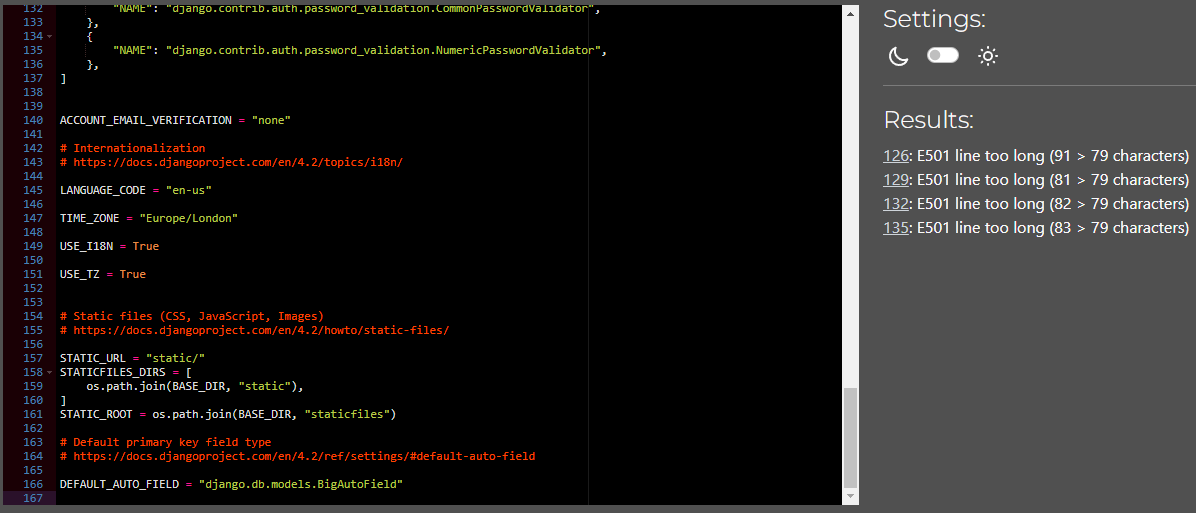 132         "NAME": "django.contrib.auth.password_validation.CommonPasswordValidator",
133     },
134     {
135         "NAME": "django.contrib.auth.password_validation.NumericPasswordValidator",
136     },
137 ]
138
139
140 ACCOUNT_EMAIL_VERIFICATION = "none"
141
142 # Internationalization
143 # https://docs.djangoproject.com/en/4.2/topics/i18n/
144
145 LANGUAGE_CODE = "en-us"
146
147 TIME_ZONE = "Europe/London"
148
149 USE_I18N = True
150
151 USE_TZ = True
152
153
154 # Static files (CSS, JavaScript, Images)
155 # https://docs.djangoproject.com/en/4.2/howto/static-files/
156
157 STATIC_URL = "static/"
158 STATICFILES_DIRS = [
159     os.path.join(BASE_DIR, "static"),
160 ]
161 STATIC_ROOT = os.path.join(BASE_DIR, "staticfiles")
162
163 # Default primary key field type
164 # https://docs.djangoproject.com/en/4.2/ref/settings/#default-auto-field
165
166 DEFAULT_AUTO_FIELD = "django.db.models.BigAutoField"
167
Settings:
Results:
126: E501 line too long (91 > 79 characters)
129: E501 line too long (81 > 79 characters)
132: E501 line too long (82 > 79 characters)
135: E501 line too long (83 > 79 characters)